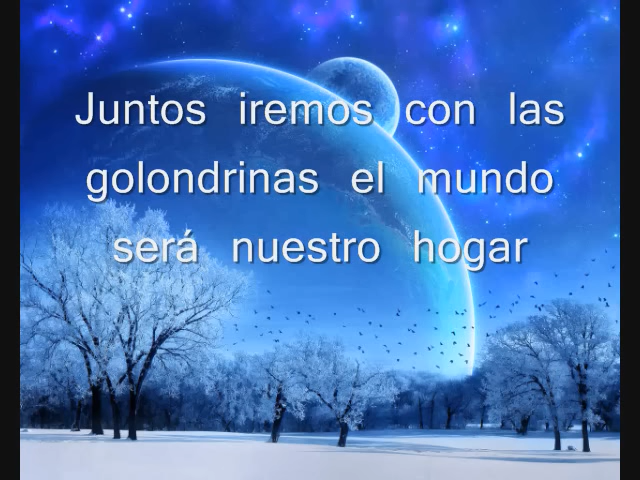 Juntos iremos con las
golondrinas el mundo
será nuestro hogar